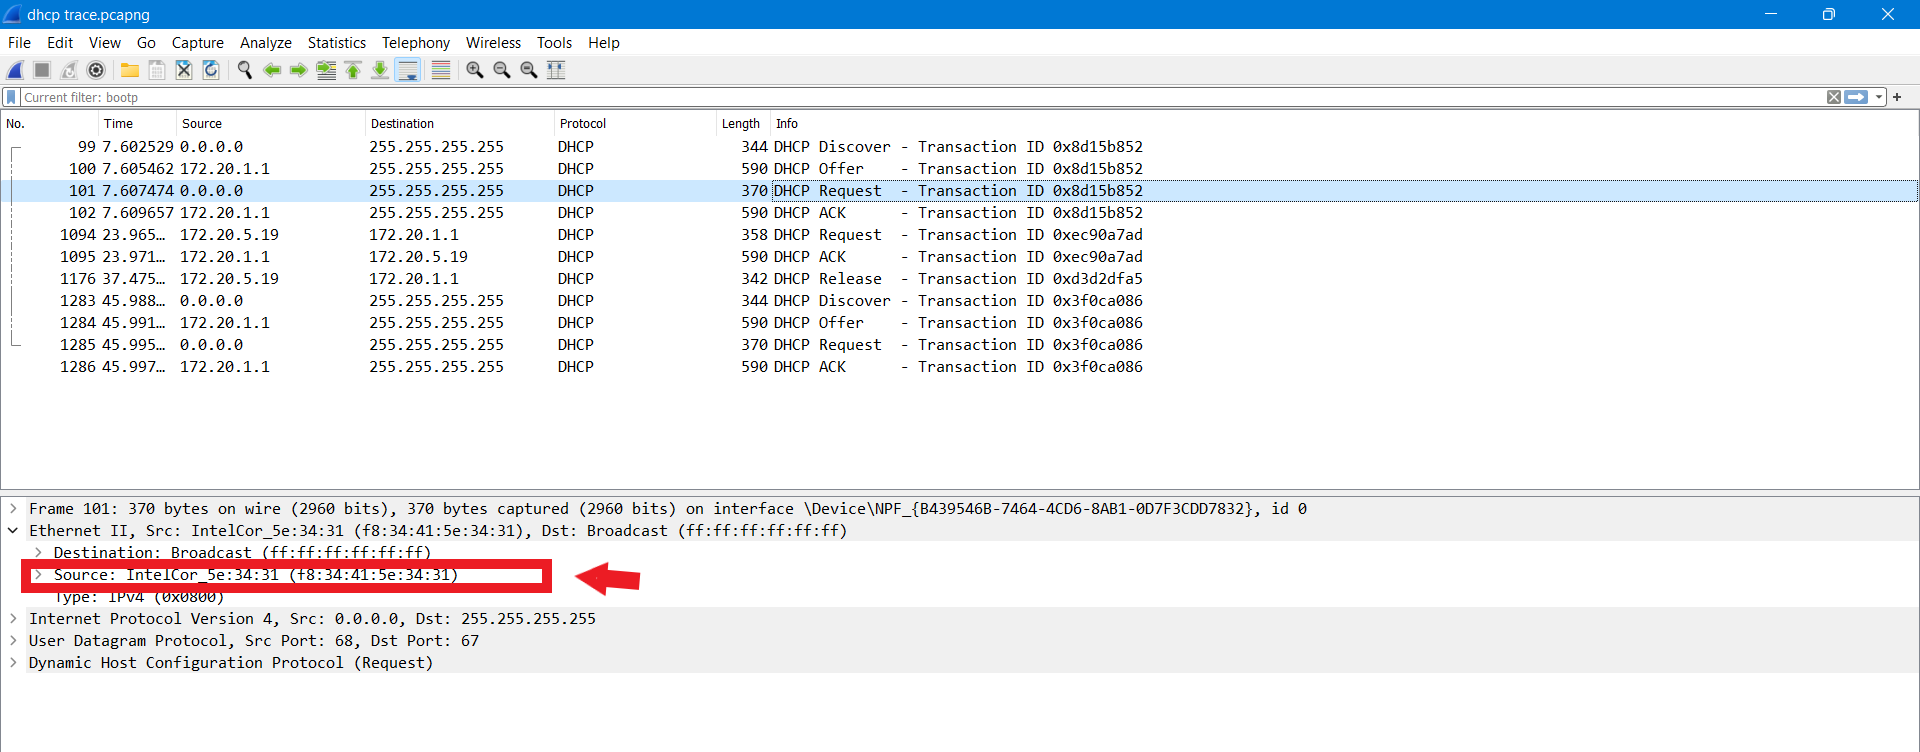 dhcp trace.pcapng
File Edit View Go Capture Analyze Statistics Telephony Wireless Tools Help
Current filter: bootp
No. Time Source Destination Protocol Length Info
99 7.602529 0.0.0.0 255.255.255.255 DHCP 344 DHCP Discover - Transaction ID 0x8d15b852
100 7.605462 172.20.1.1 255.255.255.255 DHCP 590 DHCP Offer - Transaction ID 0x8d15b852
101 7.607474 0.0.0.0 255.255.255.255 DHCP 370 DHCP Request - Transaction ID 0x8d15b852
102 7.609657 172.20.1.1 255.255.255.255 DHCP 590 DHCP ACK - Transaction ID 0x8d15b852
1094 23.965… 172.20.5.19 172.20.1.1 DHCP 358 DHCP Request - Transaction ID 0xec90a7ad
1095 23.971… 172.20.1.1 172.20.5.19 DHCP 590 DHCP ACK - Transaction ID 0xec90a7ad
1176 37.475… 172.20.5.19 172.20.1.1 DHCP 342 DHCP Release - Transaction ID 0xd3d2dfa5
1283 45.988… 0.0.0.0 255.255.255.255 DHCP 344 DHCP Discover - Transaction ID 0x3f0ca086
1284 45.991… 172.20.1.1 255.255.255.255 DHCP 590 DHCP Offer - Transaction ID 0x3f0ca086
1285 45.995… 0.0.0.0 255.255.255.255 DHCP 370 DHCP Request - Transaction ID 0x3f0ca086
1286 45.997… 172.20.1.1 255.255.255.255 DHCP 590 DHCP ACK - Transaction ID 0x3f0ca086
Frame 101: 370 bytes on wire (2960 bits), 370 bytes captured (2960 bits) on interface \Device\NPF_{B439546B-7464-4CD6-8AB1-0D7F3CDD7832}, id 0
Ethernet II, Src: IntelCor_5e:34:31 (f8:34:41:5e:34:31), Dst: Broadcast (ff:ff:ff:ff:ff:ff)
Destination: Broadcast (ff:ff:ff:ff:ff:ff)
Source: IntelCor_5e:34:31 (f8:34:41:5e:34:31)
Type: IPv4 (0x0800)
Internet Protocol Version 4, Src: 0.0.0.0, Dst: 255.255.255.255
User Datagram Protocol, Src Port: 68, Dst Port: 67
Dynamic Host Configuration Protocol (Request)